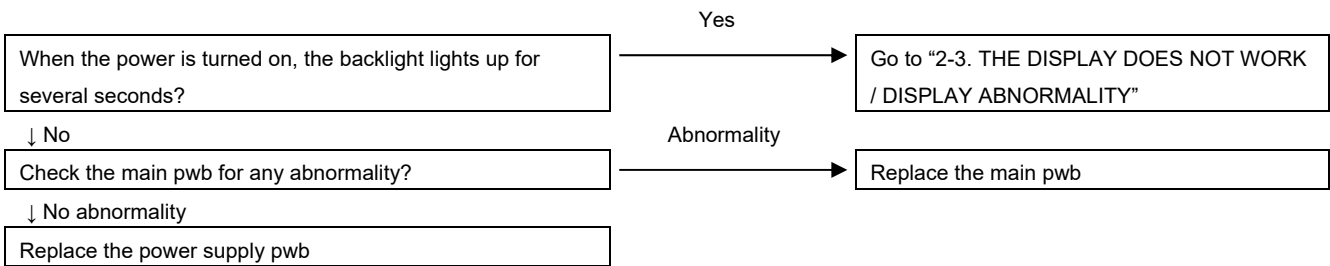 Yes
When the power is turned on, the backlight lights up for
several seconds?
Go to “2-3. THE DISPLAY DOES NOT WORK
/ DISPLAY ABNORMALITY”
↓ No
Abnormality
Check the main pwb for any abnormality?
Replace the main pwb
↓ No abnormality
Replace the power supply pwb